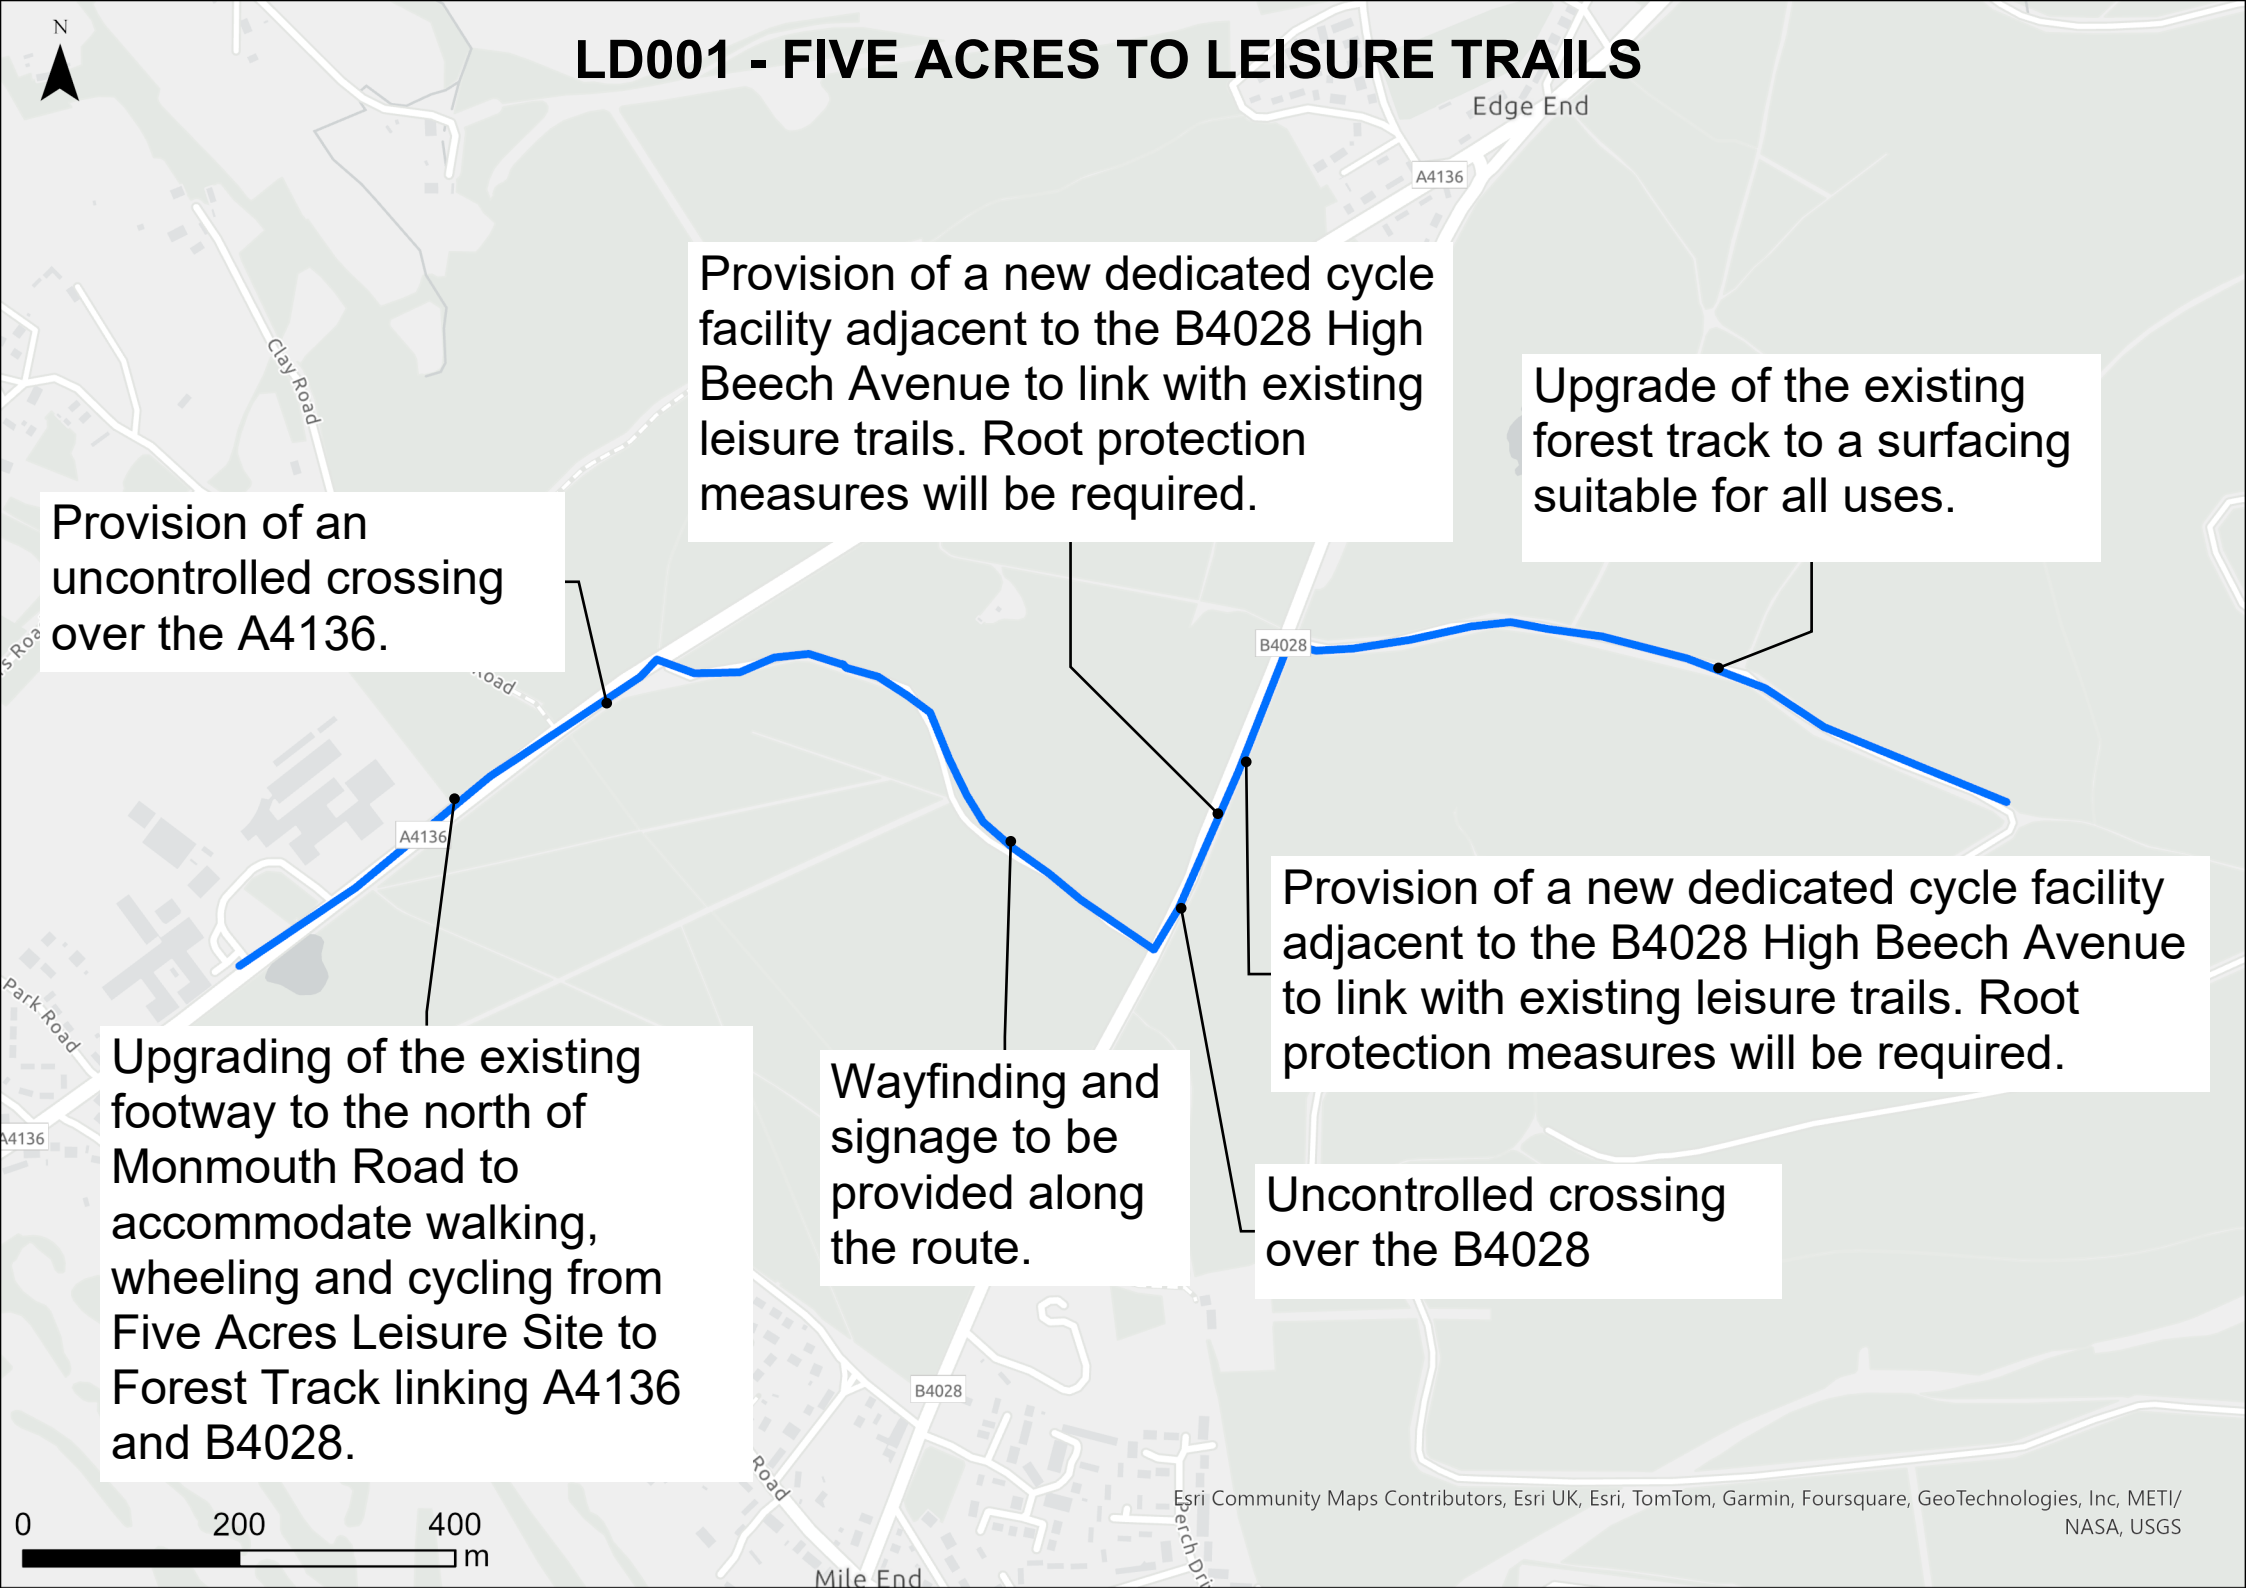 N
LD001 - FIVE ACRES TO LEISURE TRAILS
Edge End
A4136
Provision of a new dedicated cycle
facility adjacent to the B4028 High
Beech Avenue to link with existing
leisure trails. Root protection
measures will be required.
Clay Road
Upgrade of the existing
forest track to a surfacing
suitable for all uses.
Provision of an
uncontrolled crossing
over the A4136.
B4028
A4136
Provision of a new dedicated cycle facility
adjacent to the B4028 High Beech Avenue
to link with existing leisure trails. Root
protection measures will be required.
Park Road
A4136
Upgrading of the existing
footway to the north of
Monmouth Road to
accommodate walking,
wheeling and cycling from
Five Acres Leisure Site to
Forest Track linking A4136
and B4028.
Wayfinding and
signage to be
provided along
the route.
Uncontrolled crossing
over the B4028
B4028
Road
Perch
Mile End
0 200 400
m
Esri Community Maps Contributors, Esri UK, Esri, TomTom, Garmin, Foursquare, GeoTechnologies, Inc, METI/
NASA, USGS